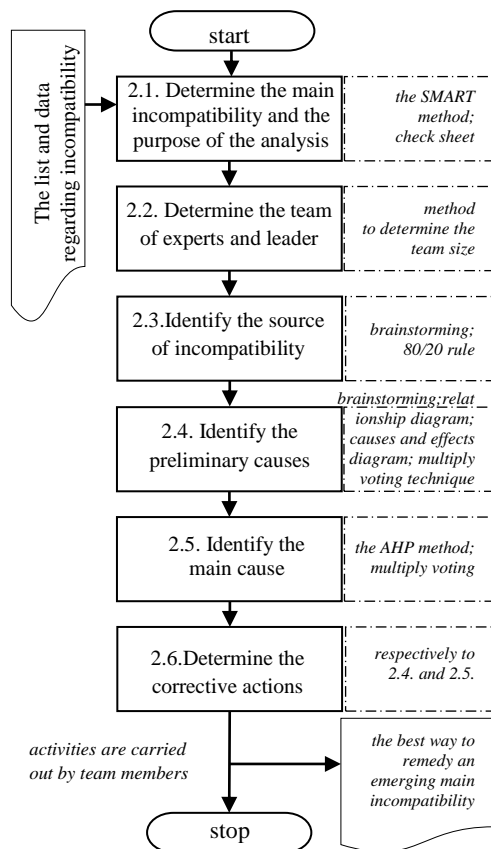 start
The list and data
regarding incompatibility
2.1. Determine the main
incompatibility and the
purpose of the analysis
the SMART
method;
check sheet
2.2. Determine the team
of experts and leader
method
to determine the
team size
2.3.Identify the source
of incompatibility
brainstorming;
80/20 rule
2.4. Identify the
preliminary causes
brainstorming;relat
ionship diagram;
causes and effects
diagram; multiply
voting technique
2.5. Identify the
main cause
the AHP method;
multiply voting
2.6.Determine the
corrective actions
respectively to
2.4. and 2.5.
activities are carried
out by team members
the best way to
remedy an
emerging main
incompatibility
stop